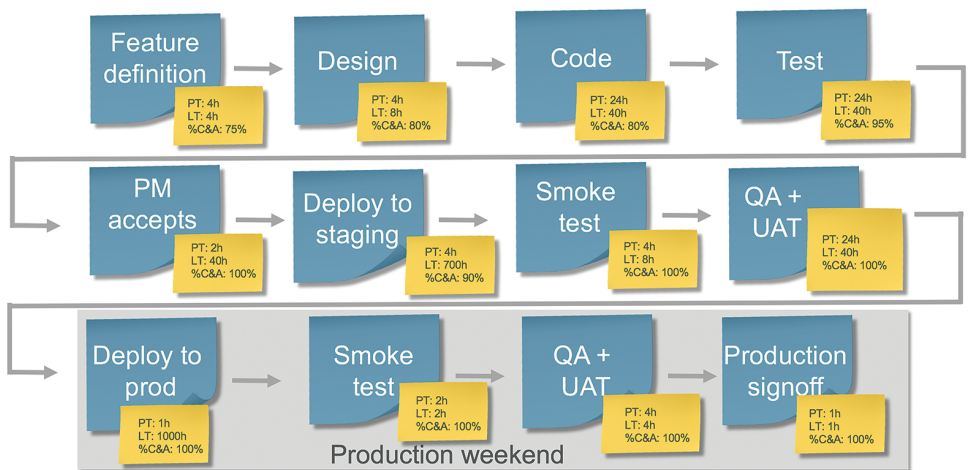 Feature
definition
PT: 4h
LT: 4h
%C&A: 75%
Design
PT: 4h
LT: 8h
%C&A: 80%
Code
PT: 24h
LT: 40h
%C&A: 80%
Test
PT: 24h
LT: 40h
%C&A: 95%
PM
accepts
PT: 2h
LT: 40h
%C&A: 100%
Deploy to
staging
PT: 4h
LT: 700h
%C&A: 90%
Smoke
test
PT: 4h
LT: 8h
%C&A: 100%
QA +
UAT
PT: 24h
LT: 40h
%C&A: 100%
Deploy to
prod
PT: 1h
LT: 1000h
%C&A: 100%
Smoke
test
PT: 2h
LT: 2h
%C&A: 100%
QA +
UAT
PT: 4h
LT: 4h
%C&A: 100%
Production
signoff
PT: 1h
LT: 1h
%C&A: 100%
Production weekend